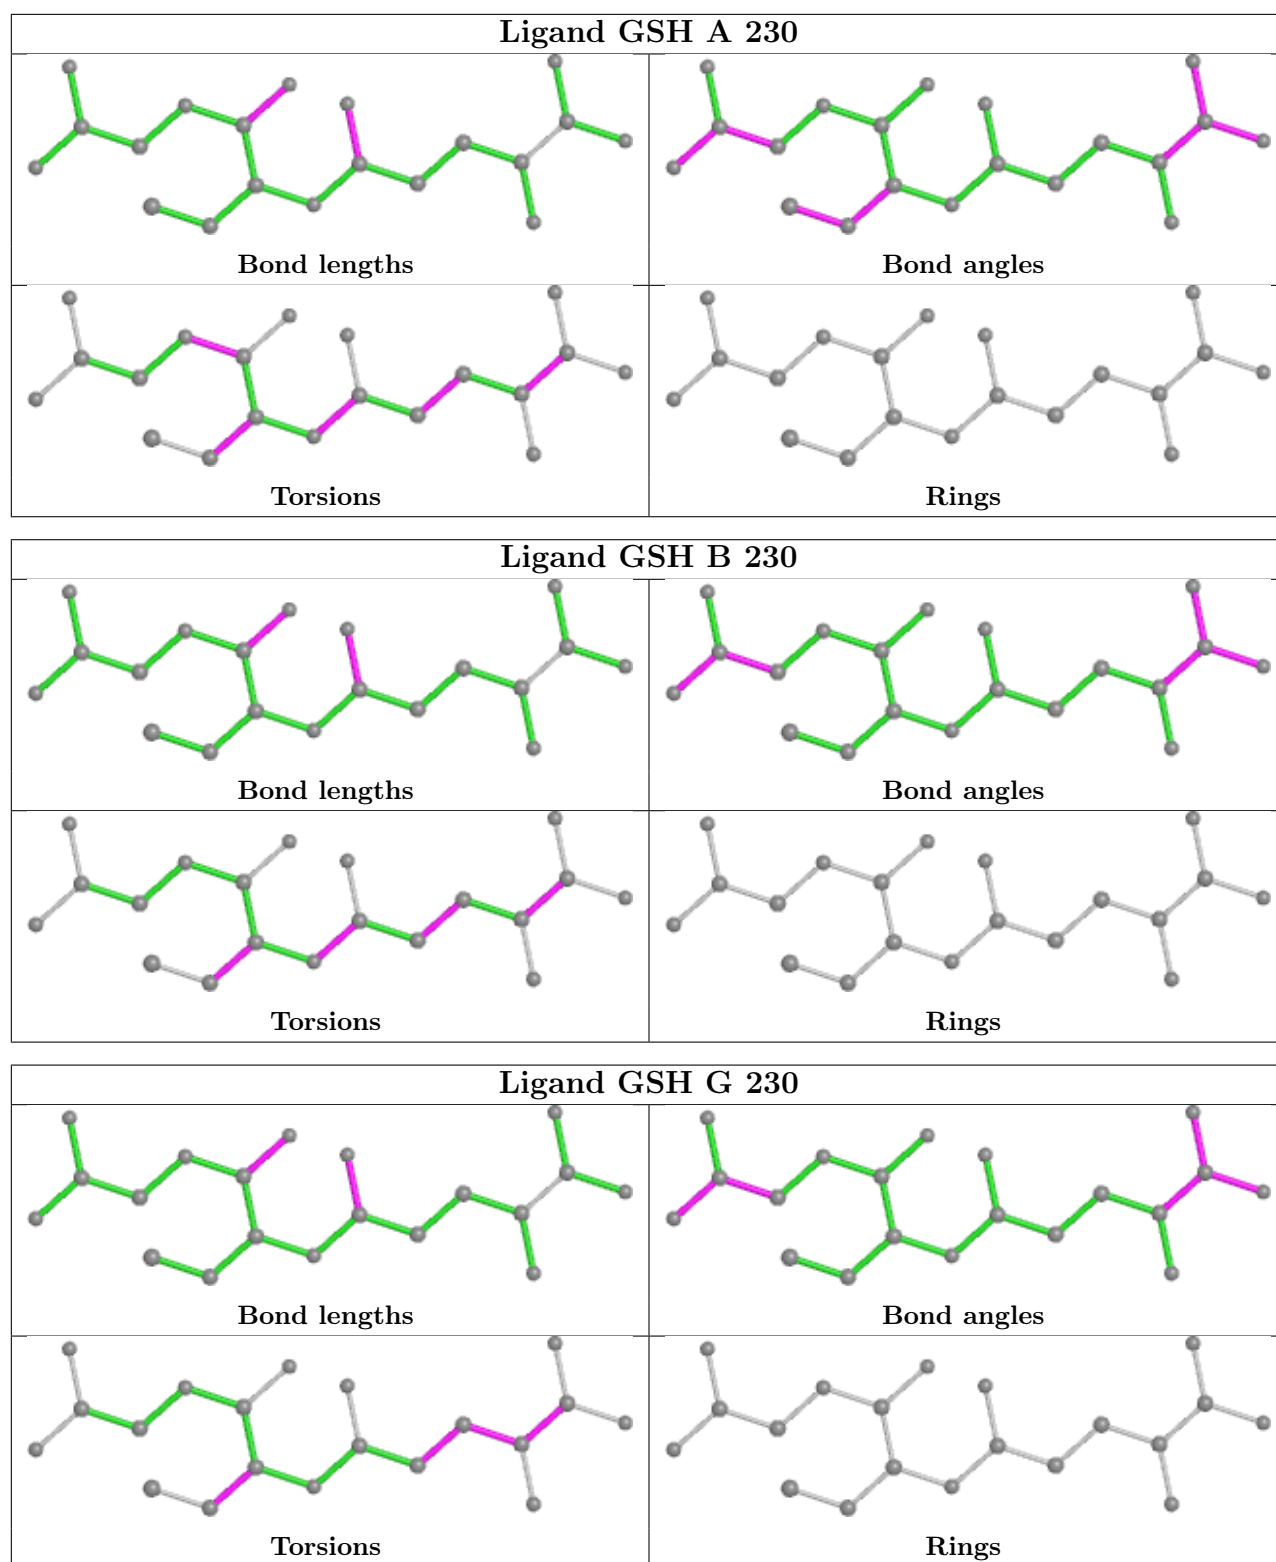 Ligand GSH A 230
Bond lengths
Bond angles
Torsions
Rings
Ligand GSH B 230
Bond lengths
Bond angles
Torsions
Rings
Ligand GSH G 230
Bond lengths
Bond angles
Torsions
Rings